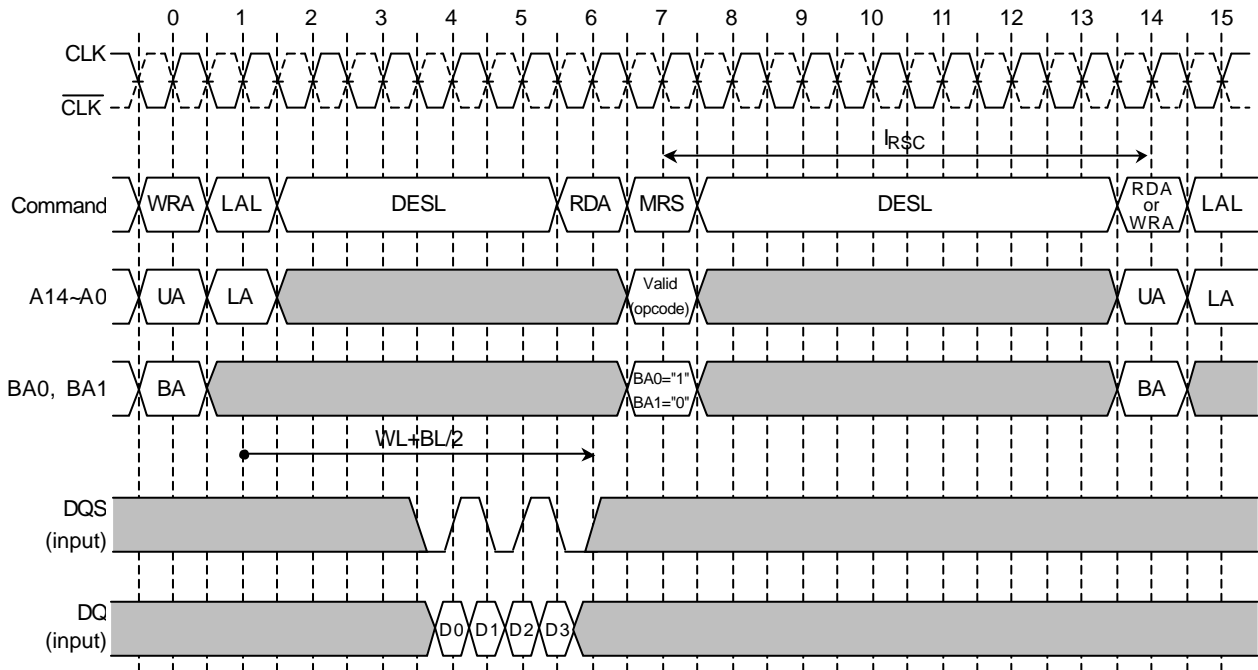 0 1 2 3 4 5 6 7 8 9 10 11 12 13 14 15
CLK
CLK
IRSC
Command WRA LAL DESL RDA MRS DESL RDA or WRA LAL
A14~A0 UA LA Valid (opcode) UA LA
BA0, BA1 BA BA0="1" BA1="0" BA
WL+BL/2
DQS
(input)
DQ
(input)
D0 D1 D2 D3